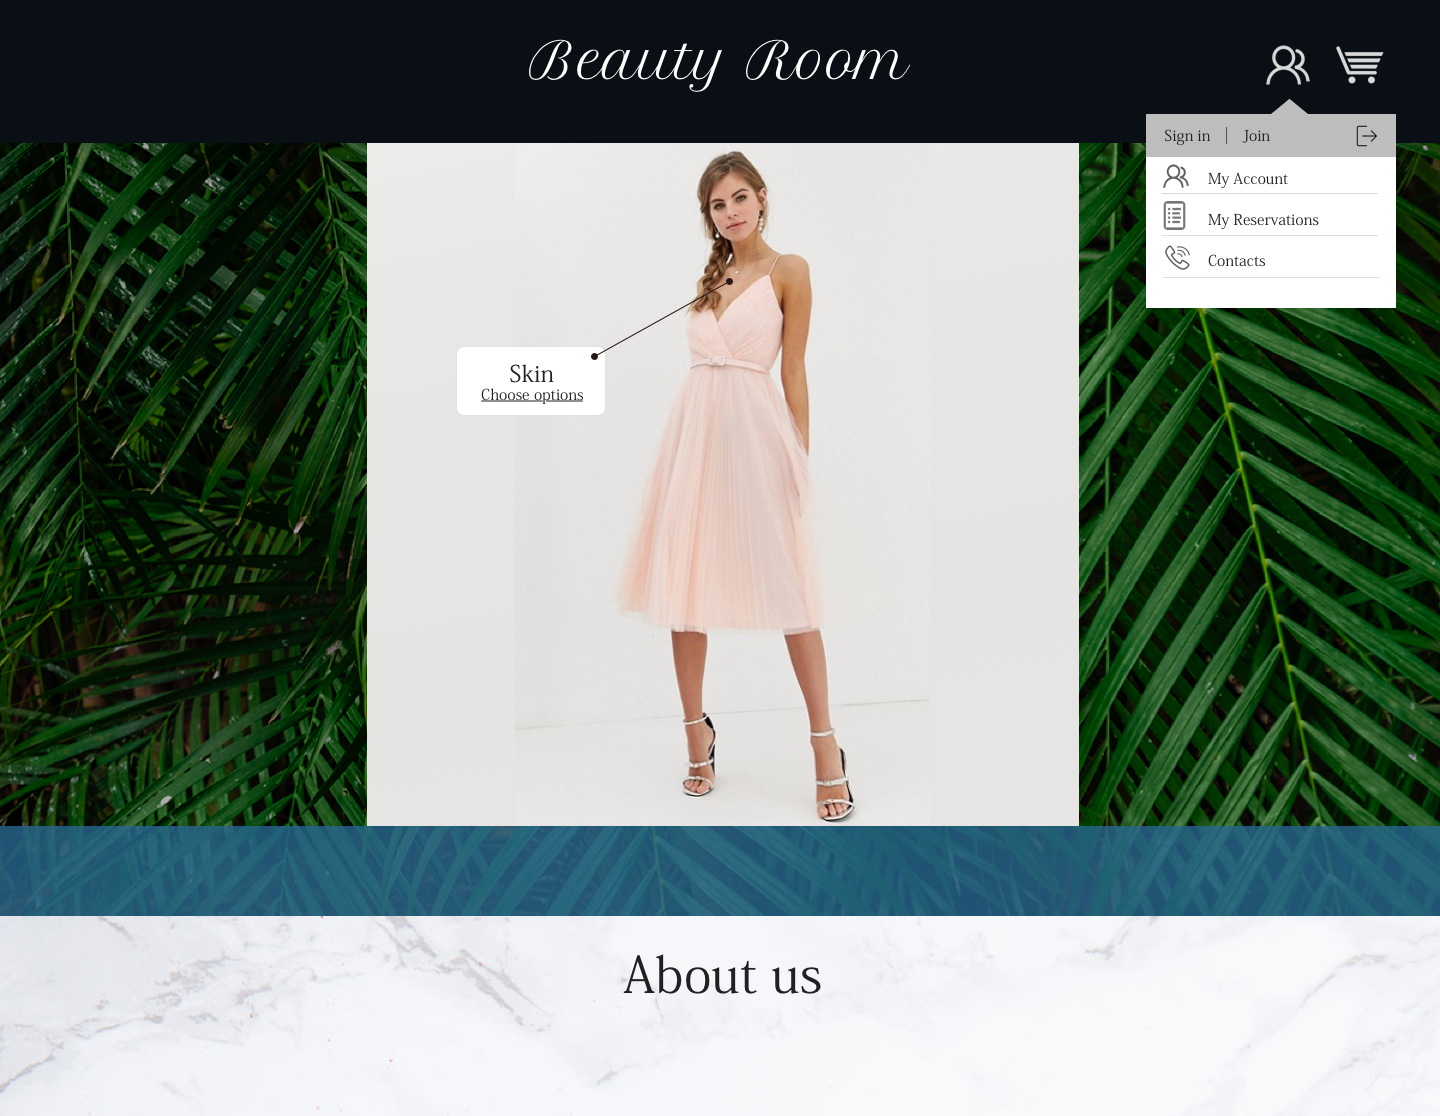 Beauty Room
Sign in | Join
My Account
My Reservations
Contacts
Skin
Choose options
About us